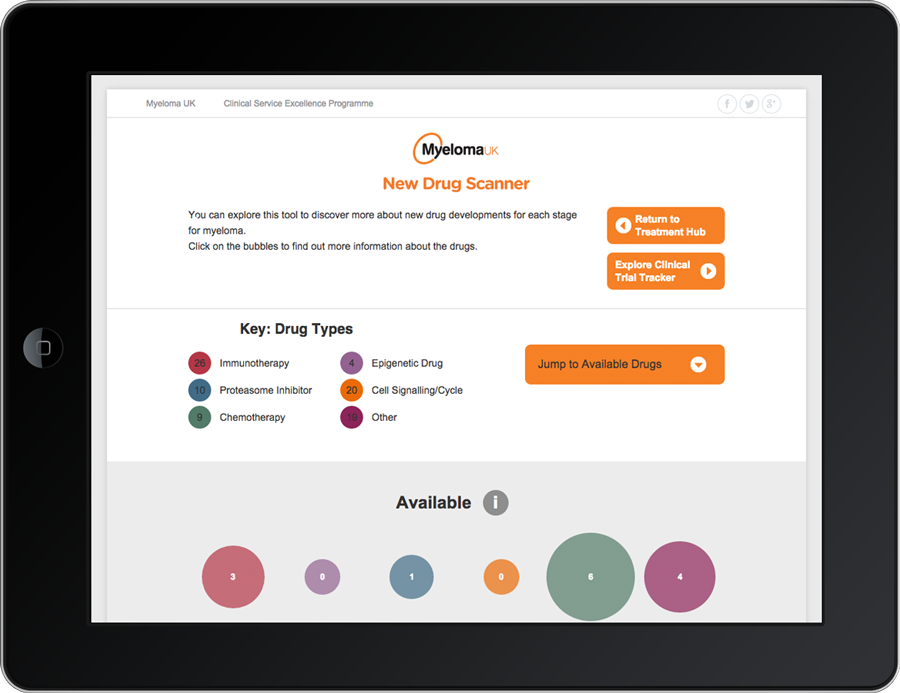 Myeloma UK
Clinical Service Excellence Programme
MyelomaUK
New Drug Scanner
You can explore this tool to discover more about new drug developments for each stage
for myeloma.
Click on the bubbles to find out more information about the drugs.
Return to
Treatment Hub
Explore Clinical
Trial Tracker
Key: Drug Types
26 Immunotherapy
4 Epigenetic Drug
10 Proteasome Inhibitor
20 Cell Signalling/Cycle
9 Chemotherapy
19 Other
Jump to Available Drugs
Available i
3 0 1 0 6 4